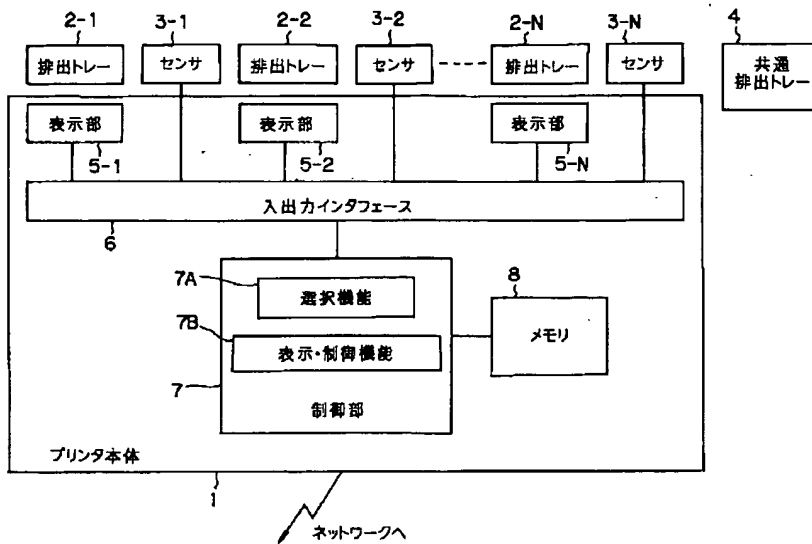 2-1 3-1 2-2 3-2 2-N 3-N 4
排出トレー センサ 排出トレー センサ 排出トレー センサ 共通
排出トレー
表示部 表示部 表示部
5-1 5-2 5-N
入出力インタフェース
6
7A
選択機能
8
メモリ
7B
表示・制御機能
7
制御部
プリンタ本体
1
ネットワークへ